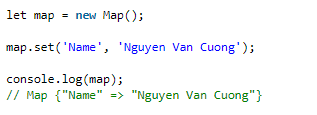 let map = new Map();
map.set('Name', 'Nguyen Van Cuong');
console.log(map);
// Map {"Name" => "Nguyen Van Cuong"}